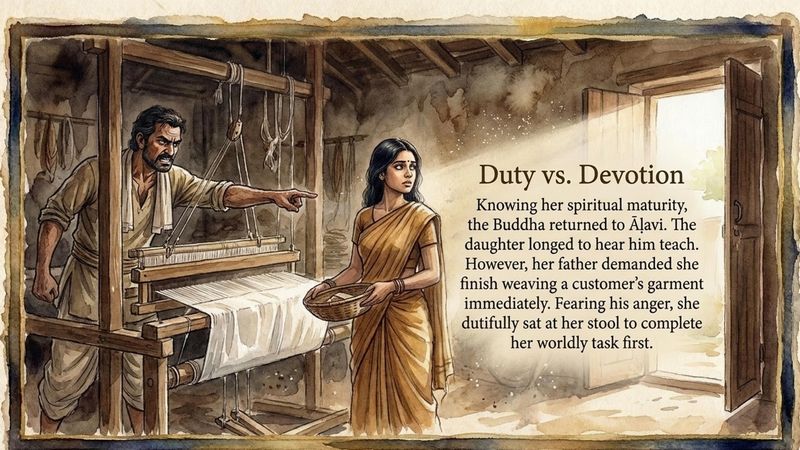 Duty vs. Devotion
Knowing her spiritual maturity,
the Buddha returned to Āḷavi. The
daughter longed to hear him teach.
However, her father demanded she
finish weaving a customer’s garment
immediately. Fearing his anger, she
dutifully sat at her stool to complete
her worldly task first.